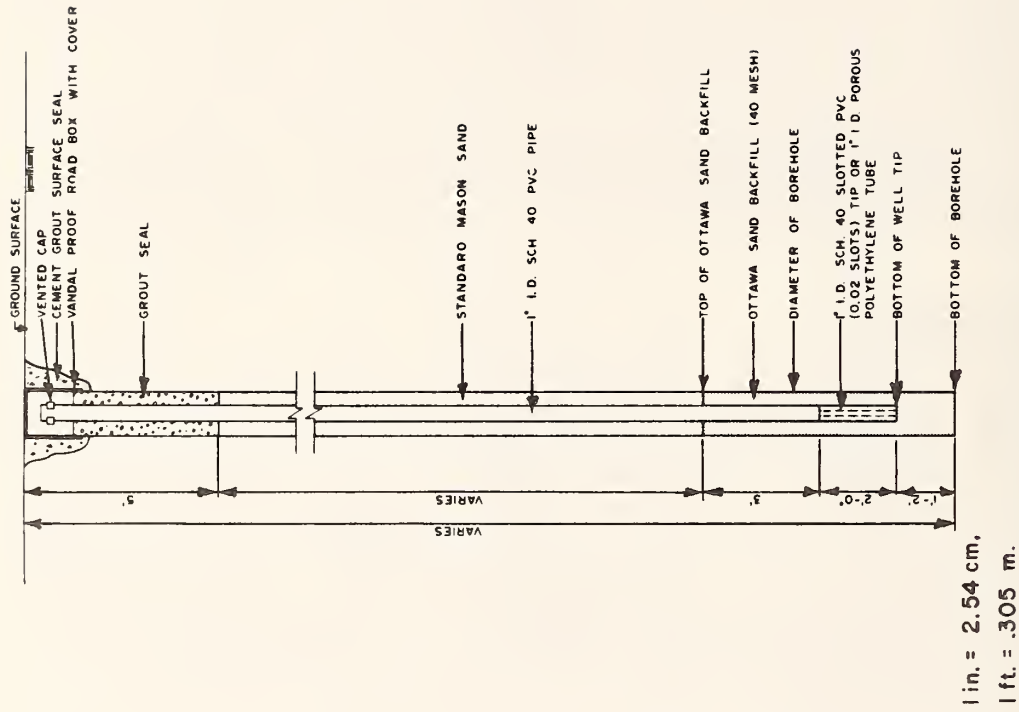 GROUND SURFACE
VENTED CAP
CEMENT GROUT SURFACE SEAL
VANDAL PROOF ROAD BOX WITH COVER
GROUT SEAL
STANDARD MASON SAND
1" I.D. SCH 40 PVC PIPE
TOP OF OTTAWA SAND BACKFILL
OTTAWA SAND BACKFILL (40 MESH)
DIAMETER OF BOREHOLE
1" I.D. SCH. 40 SLOTTED PVC
(0.02 SLOTS) TIP OR 1" I D. POROUS
POLYETHYLENE TUBE
BOTTOM OF WELL TIP
BOTTOM OF BOREHOLE
5'
VARIES
3'
2'-0"
1'-2'
VARIES
1 in. = 2.54 cm,
1 ft. = .305 m.